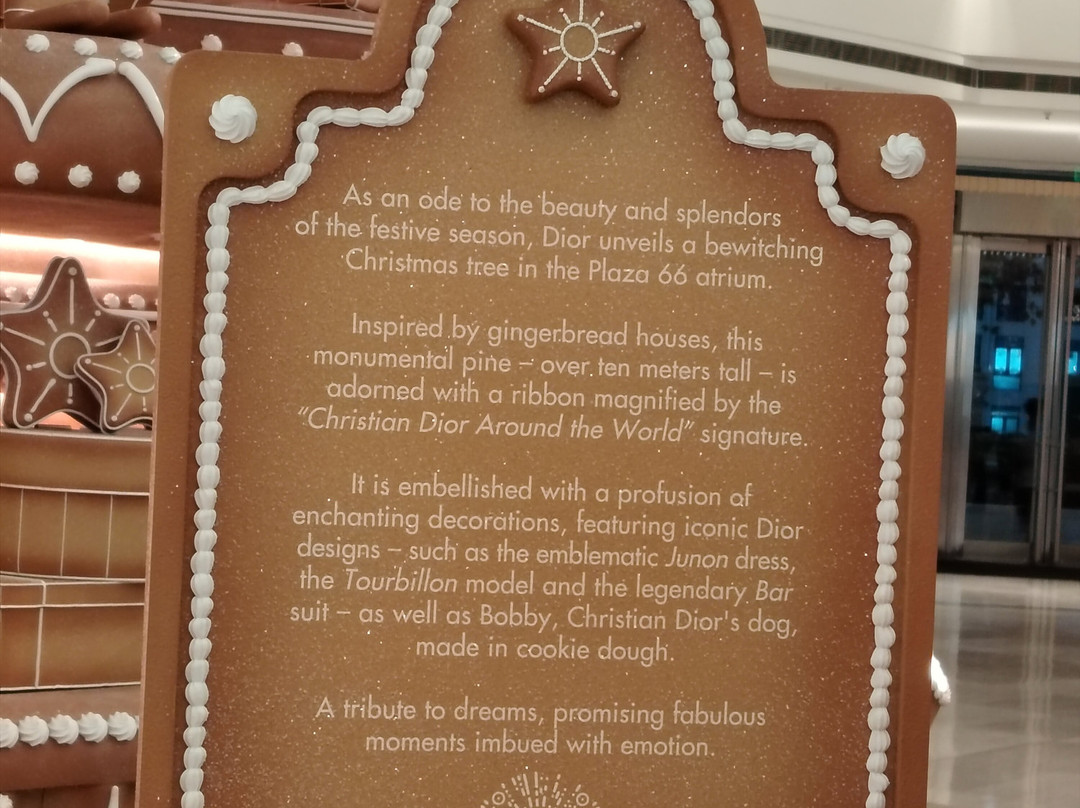 As an ode to the beauty and splendors
of the festive season, Dior unveils a bewitching
Christmas tree in the Plaza 66 atrium.
Inspired by gingerbread houses, this
monumental pine – over ten meters tall – is
adorned with a ribbon magnified by the
"Christian Dior Around the World" signature.
It is embellished with a profusion of
enchanting decorations, featuring iconic Dior
designs – such as the emblematic Junon dress,
the Tourbillon model and the legendary Bar
suit – as well as Bobby, Christian Dior's dog,
made in cookie dough.
A tribute to dreams, promising fabulous
moments imbued with emotion.